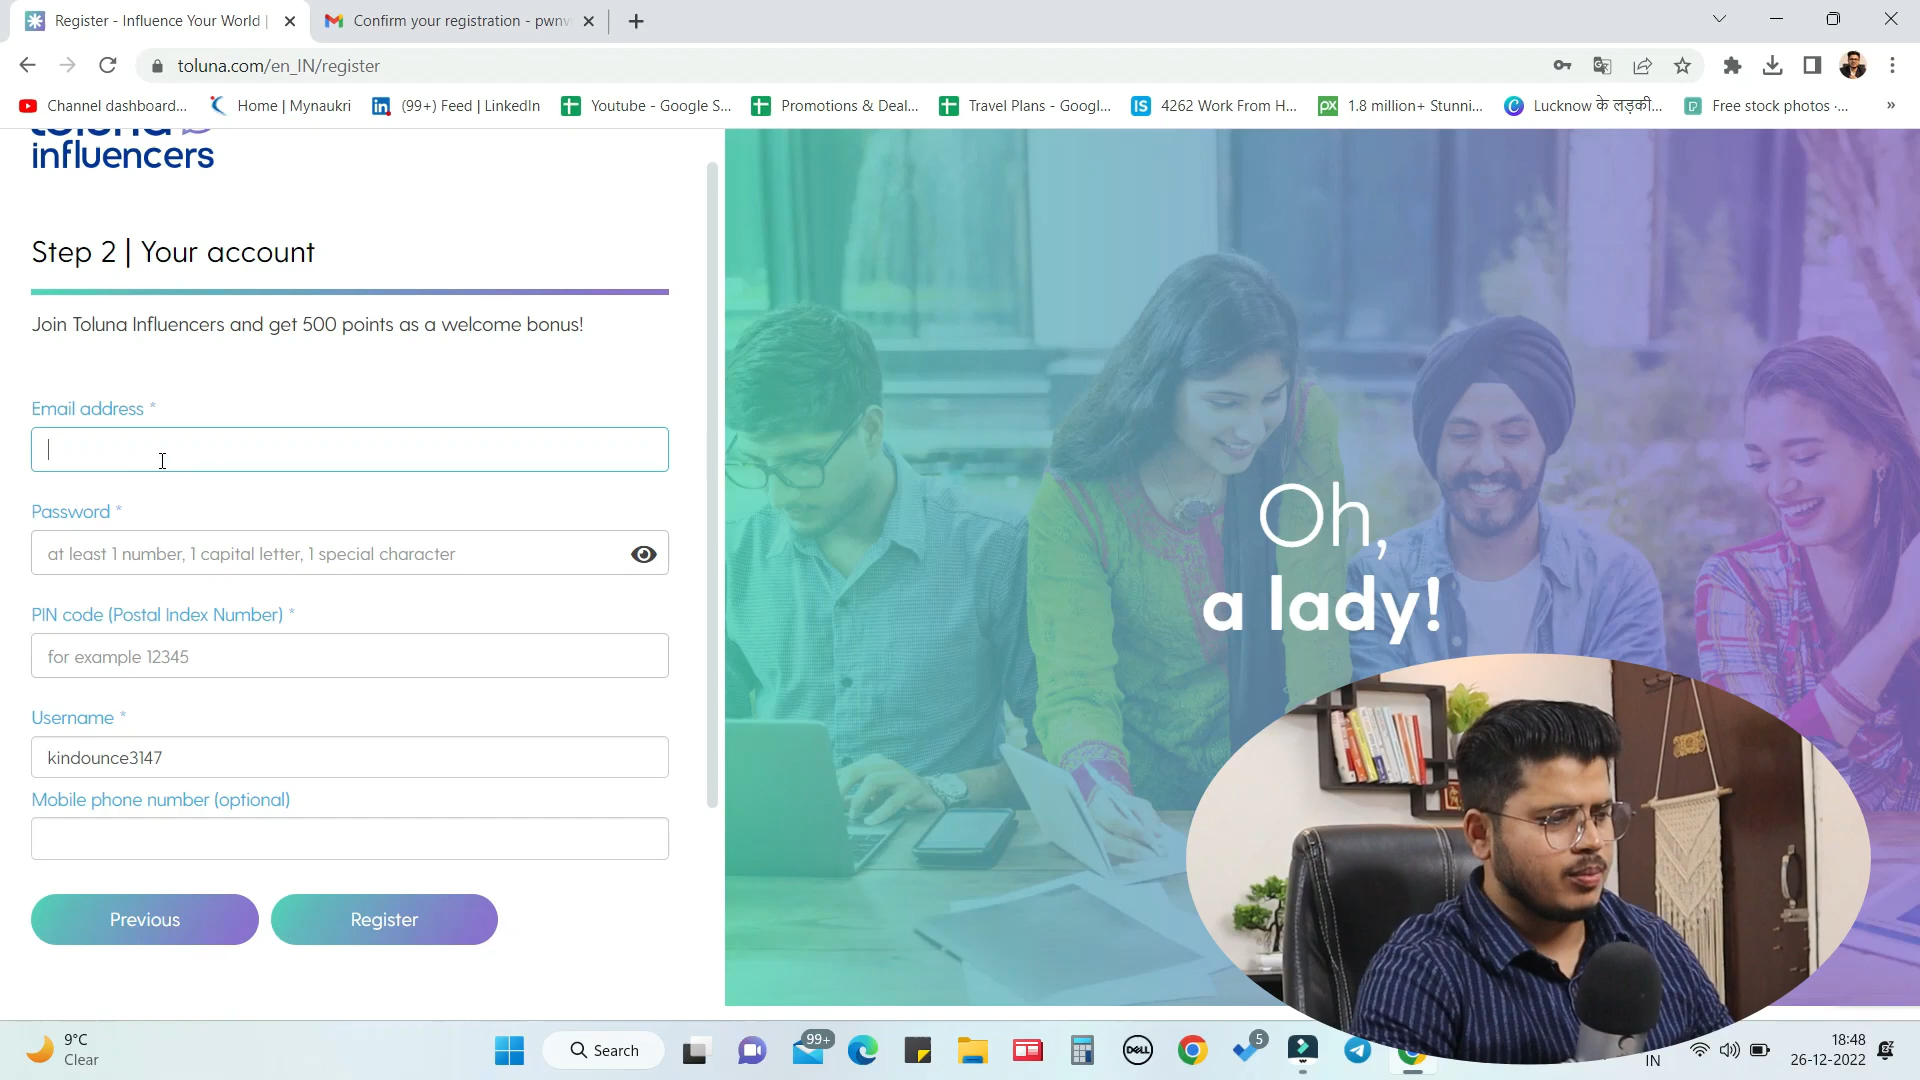 Register - Influence Your World |
Confirm your registration - pwnv
toluna.com/en_IN/register
Channel dashboard...
Home | Mynaukri
(99+) Feed | LinkedIn
Youtube - Google S...
Promotions & Deal...
Travel Plans - Googl...
IS
4262 Work From H...
px
1.8 million+ Stunni...
Lucknow के लड़की...
Free stock photos ·...
»
toluna
influencers
Step 2 | Your account
Join Toluna Influencers and get 500 points as a welcome bonus!
Email address *
Password *
at least 1 number, 1 capital letter, 1 special character
PIN code (Postal Index Number) *
for example 12345
Username *
kindounce3147
Mobile phone number (optional)
Previous
Register
Oh,
a lady!
9°C
Clear
Search
99+
DELL
5
IN
18:48
26-12-2022